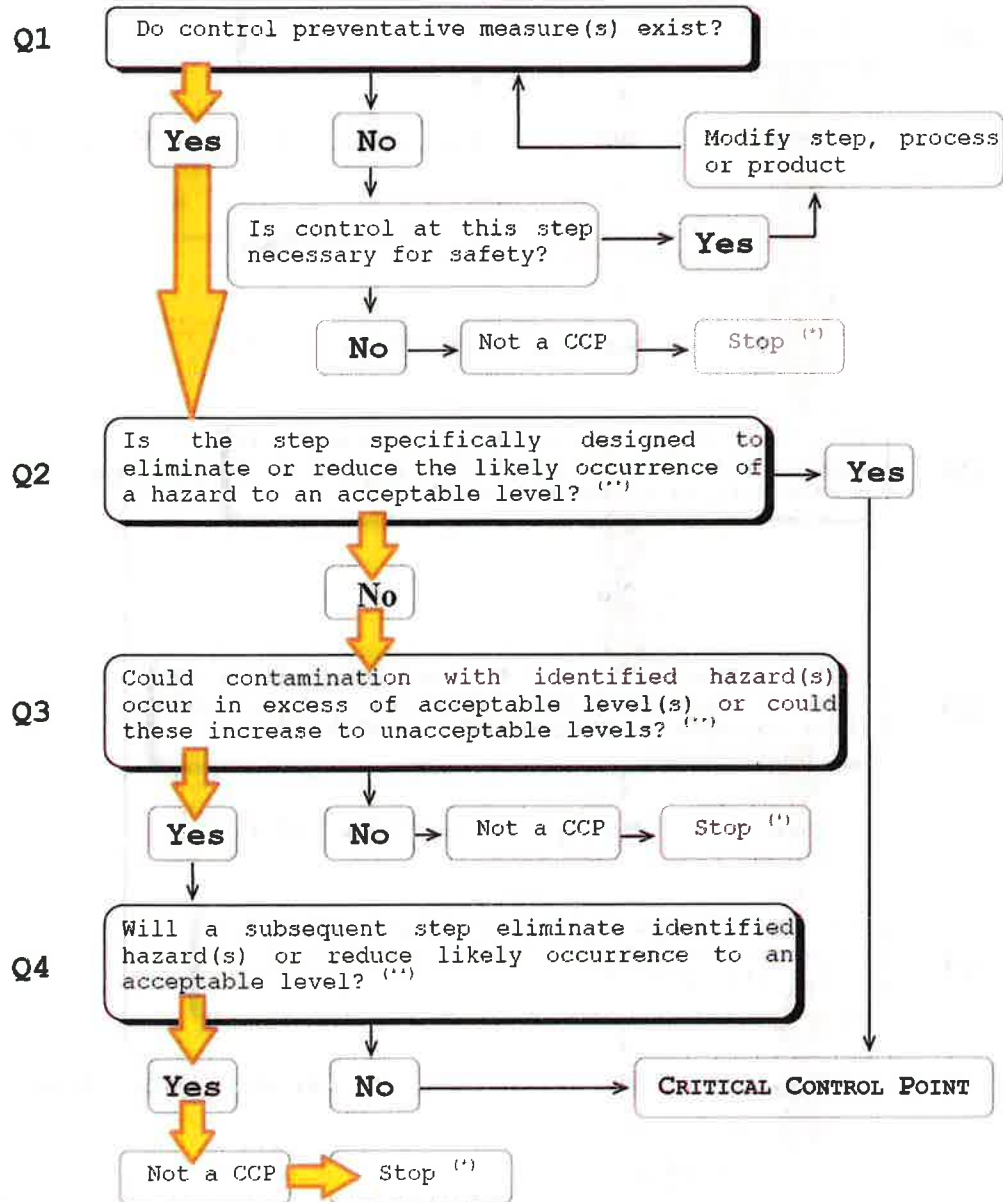 Q1
Do control preventative measure(s) exist?
Yes
No
Modify step, process
or product
Is control at this step
necessary for safety?
Yes
No
Not a CCP
Stop (*)
Q2
Is the step specifically designed to
eliminate or reduce the likely occurrence of
a hazard to an acceptable level? (**)
Yes
No
Q3
Could contamination with identified hazard(s)
occur in excess of acceptable level(s) or could
these increase to unacceptable levels? (**)
Yes
No
Not a CCP
Stop (*)
Q4
Will a subsequent step eliminate identified
hazard(s) or reduce likely occurrence to an
acceptable level? (**)
Yes
No
CRITICAL CONTROL POINT
Not a CCP
Stop (*)